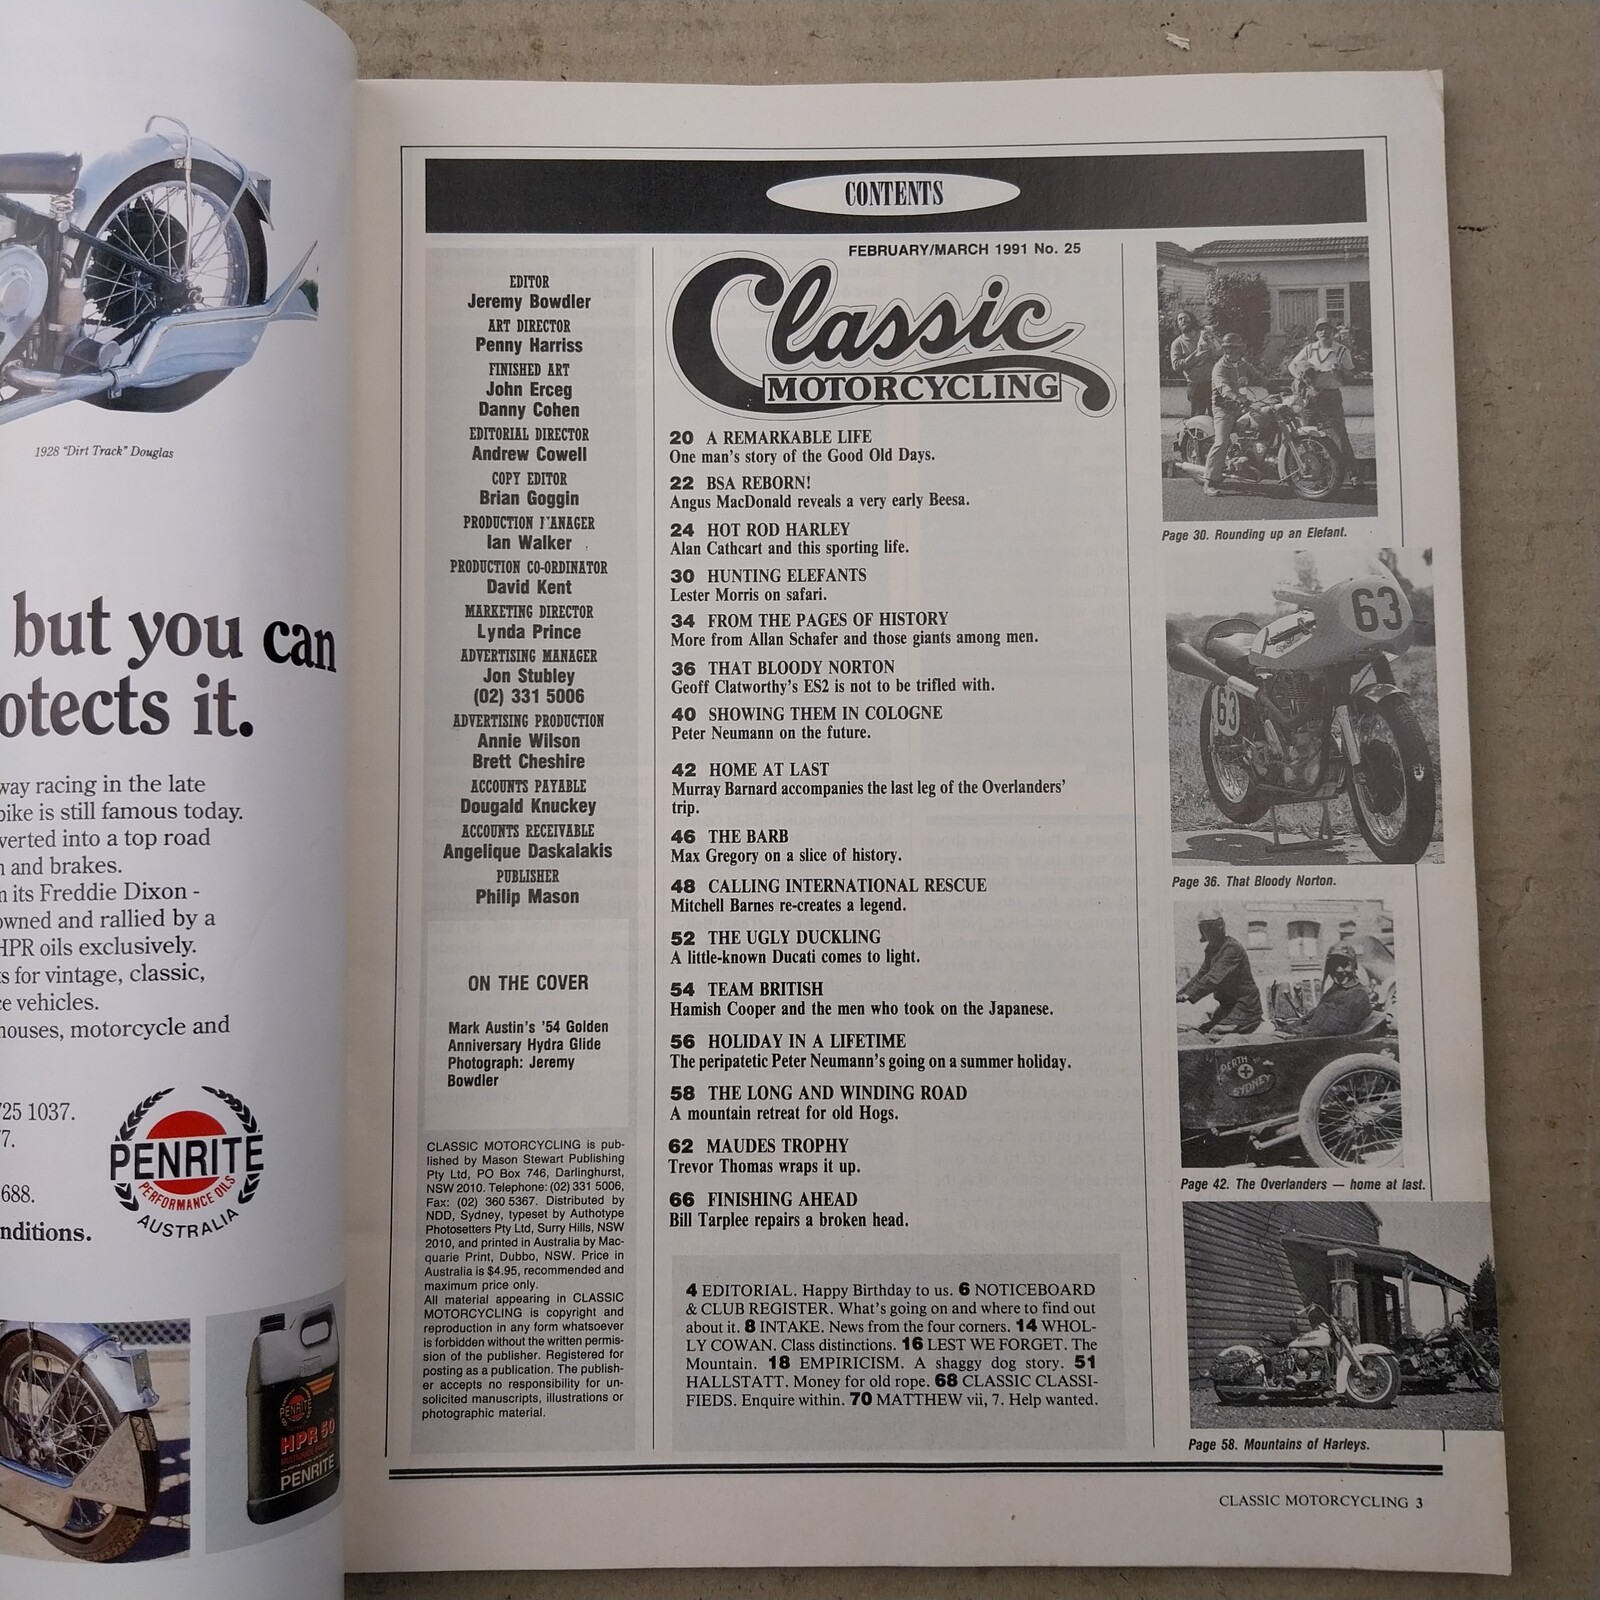 1928 "Dirt Track" Douglas
but you can
otects it.
way racing in the late
bike is still famous today.
verted into a top road
n and brakes.
n its Freddie Dixon -
owned and rallied by a
HPR oils exclusively.
s for vintage, classic,
ce vehicles.
houses, motorcycle and
725 1037.
7.
688.
nditions.
PENRITE
PERFORMANCE OILS
AUSTRALIA
PENRITE
HPR 50
PENRITE
CONTENTS
EDITOR
Jeremy Bowdler
ART DIRECTOR
Penny Harriss
FINISHED ART
John Erceg
Danny Cohen
EDITORIAL DIRECTOR
Andrew Cowell
COPY EDITOR
Brian Goggin
PRODUCTION MANAGER
Ian Walker
PRODUCTION CO-ORDINATOR
David Kent
MARKETING DIRECTOR
Lynda Prince
ADVERTISING MANAGER
Jon Stubley
(02) 331 5006
ADVERTISING PRODUCTION
Annie Wilson
Brett Cheshire
ACCOUNTS PAYABLE
Dougald Knuckey
ACCOUNTS RECEIVABLE
Angelique Daskalakis
PUBLISHER
Philip Mason
ON THE COVER
Mark Austin's '54 Golden
Anniversary Hydra Glide
Photograph: Jeremy
Bowdler
CLASSIC MOTORCYCLING is pub-
lished by Mason Stewart Publishing
Pty Ltd, PO Box 746, Darlinghurst,
NSW 2010. Telephone: (02) 331 5006,
Fax: (02) 360 5367. Distributed by
NDD, Sydney, typeset by Authotype
Photosetters Pty Ltd, Surry Hills, NSW
2010, and printed in Australia by Mac-
quarie Print, Dubbo, NSW. Price in
Australia is $4.95, recommended and
maximum price only.
All material appearing in CLASSIC
MOTORCYCLING is copyright and
reproduction in any form whatsoever
is forbidden without the written permis-
sion of the publisher. Registered for
posting as a publication. The publish-
er accepts no responsibility for un-
solicited manuscripts, illustrations or
photographic material.
FEBRUARY/MARCH 1991 No. 25
Classic
MOTORCYCLING
20 A REMARKABLE LIFE
One man's story of the Good Old Days.
22 BSA REBORN!
Angus MacDonald reveals a very early Beesa.
24 HOT ROD HARLEY
Alan Cathcart and this sporting life.
30 HUNTING ELEFANTS
Lester Morris on safari.
34 FROM THE PAGES OF HISTORY
More from Allan Schafer and those giants among men.
36 THAT BLOODY NORTON
Geoff Clatworthy's ES2 is not to be trifled with.
40 SHOWING THEM IN COLOGNE
Peter Neumann on the future.
42 HOME AT LAST
Murray Barnard accompanies the last leg of the Overlanders'
trip.
46 THE BARB
Max Gregory on a slice of history.
48 CALLING INTERNATIONAL RESCUE
Mitchell Barnes re-creates a legend.
52 THE UGLY DUCKLING
A little-known Ducati comes to light.
54 TEAM BRITISH
Hamish Cooper and the men who took on the Japanese.
56 HOLIDAY IN A LIFETIME
The peripatetic Peter Neumann's going on a summer holiday.
58 THE LONG AND WINDING ROAD
A mountain retreat for old Hogs.
62 MAUDES TROPHY
Trevor Thomas wraps it up.
66 FINISHING AHEAD
Bill Tarplee repairs a broken head.
4 EDITORIAL. Happy Birthday to us. 6 NOTICEBOARD
& CLUB REGISTER. What's going on and where to find out
about it. 8 INTAKE. News from the four corners. 14 WHOL-
LY COWAN. Class distinctions. 16 LEST WE FORGET. The
Mountain. 18 EMPIRICISM. A shaggy dog story. 51
HALLSTATT. Money for old rope. 68 CLASSIC CLASSI-
FIEDS. Enquire within. 70 MATTHEW vii, 7. Help wanted.
Page 30. Rounding up an Elefant.
63
63
Page 36. That Bloody Norton.
PERTH
SYDNEY
Page 42. The Overlanders — home at last.
Page 58. Mountains of Harleys.
CLASSIC MOTORCYCLING 3